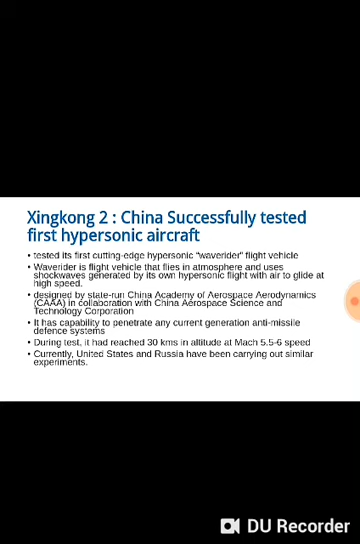 Xingkong 2 : China Successfully tested
first hypersonic aircraft
• tested its first cutting-edge hypersonic "waverider" flight vehicle
• Waverider is flight vehicle that flies in atmosphere and uses
shockwaves generated by its own hypersonic flight with air to glide at
high speed.
• designed by state-run China Academy of Aerospace Aerodynamics
(CAAA) in collaboration with China Aerospace Science and
Technology Corporation
• It has capability to penetrate any current generation anti-missile
defence systems
• During test, it had reached 30 kms in altitude at Mach 5.5-6 speed
• Currently, United States and Russia have been carrying out similar
experiments.
DU Recorder